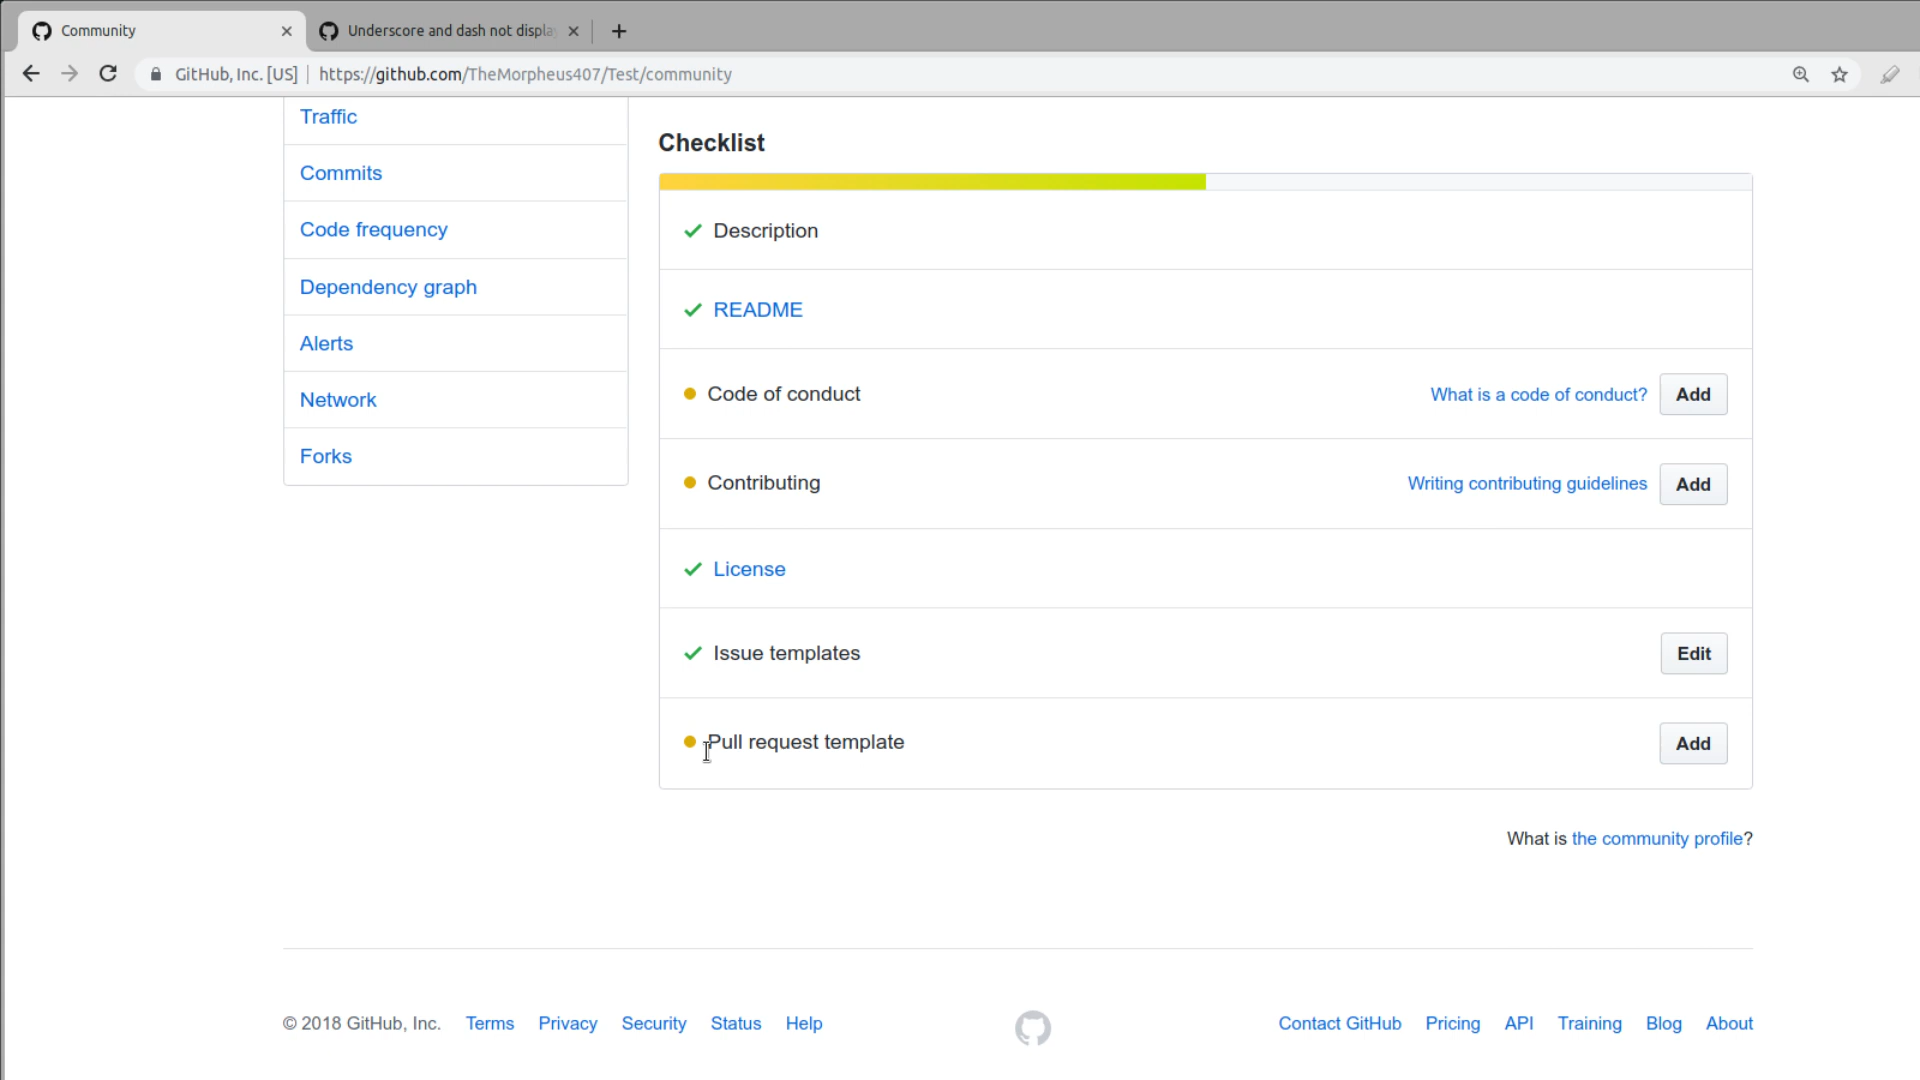 Community
Underscore and dash not displa
GitHub, Inc. [US] https://github.com/TheMorpheus407/Test/community
Traffic
Commits
Code frequency
Dependency graph
Alerts
Network
Forks
Checklist
Description
README
Code of conduct What is a code of conduct? Add
Contributing Writing contributing guidelines Add
License
Issue templates Edit
Pull request template Add
What is the community profile?
© 2018 GitHub, Inc. Terms Privacy Security Status Help Contact GitHub Pricing API Training Blog About